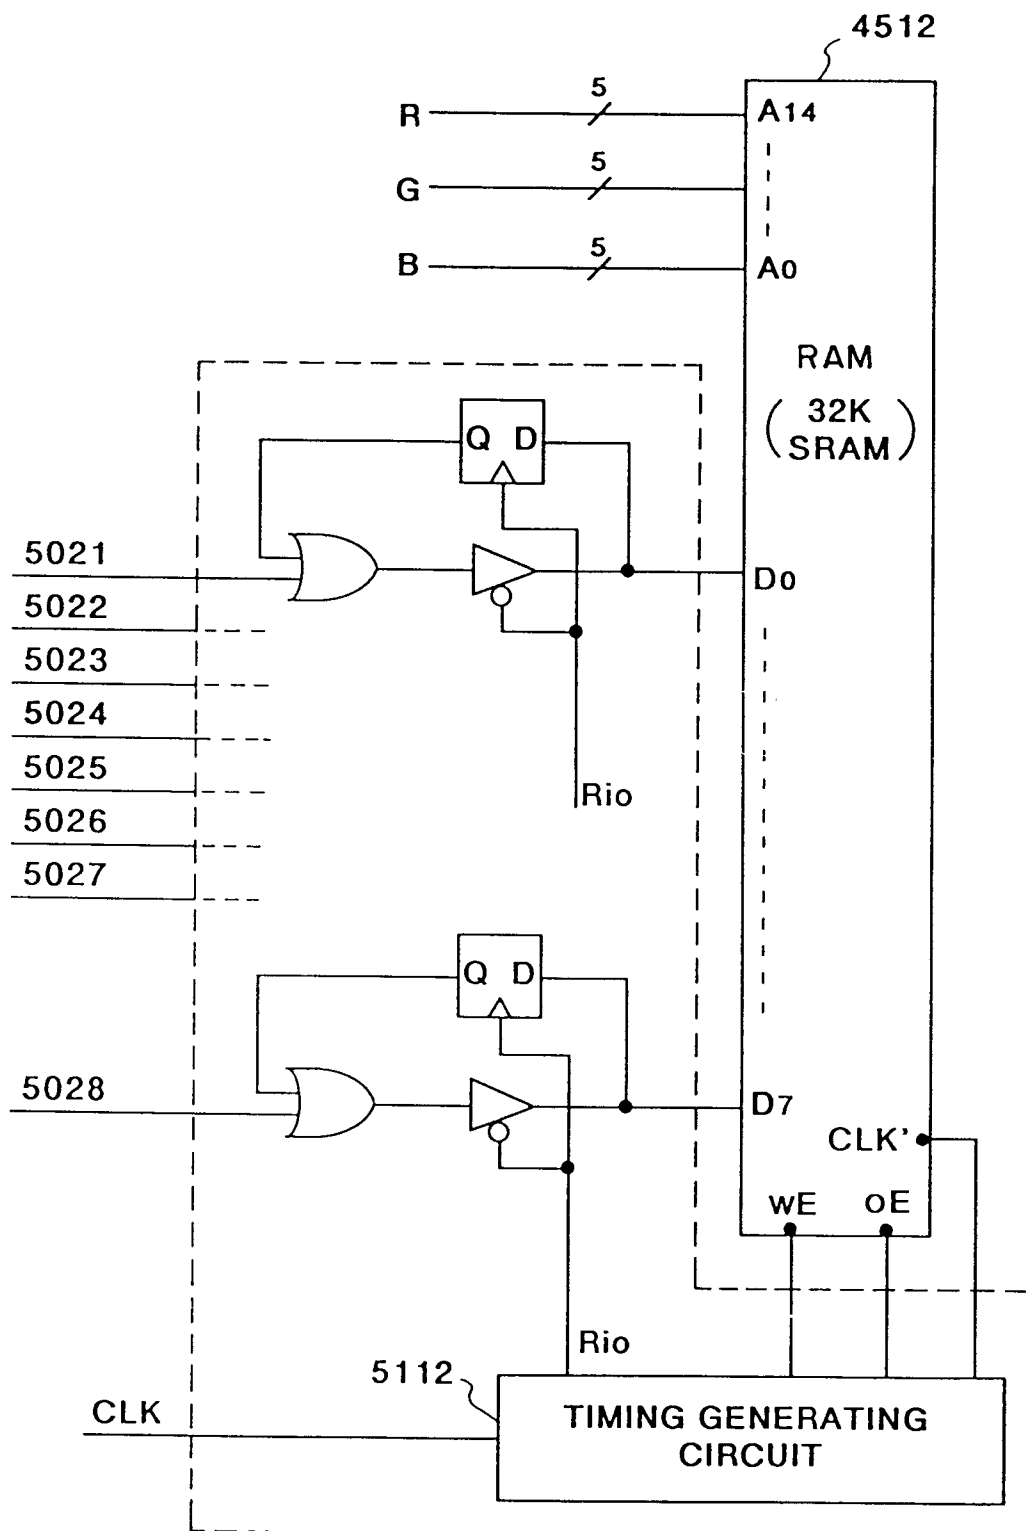 4512
R 5 A14
G 5
B 5 A0
RAM
( 32K
SRAM )
Q D
5021
D0
5022
5023
5024
5025
Rio
5026
5027
Q D
5028
D7
CLK'
wE oE
Rio
5112
CLK
TIMING GENERATING
CIRCUIT